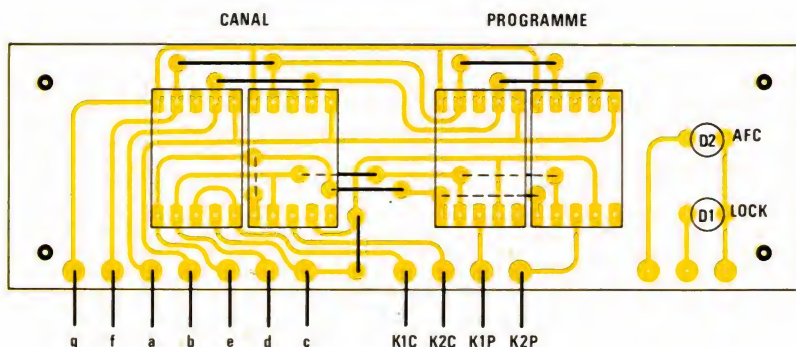 CANAL PROGRAMME
D2 AFC
D1 LOCK
g f a b e d c K1C K2C K1P K2P